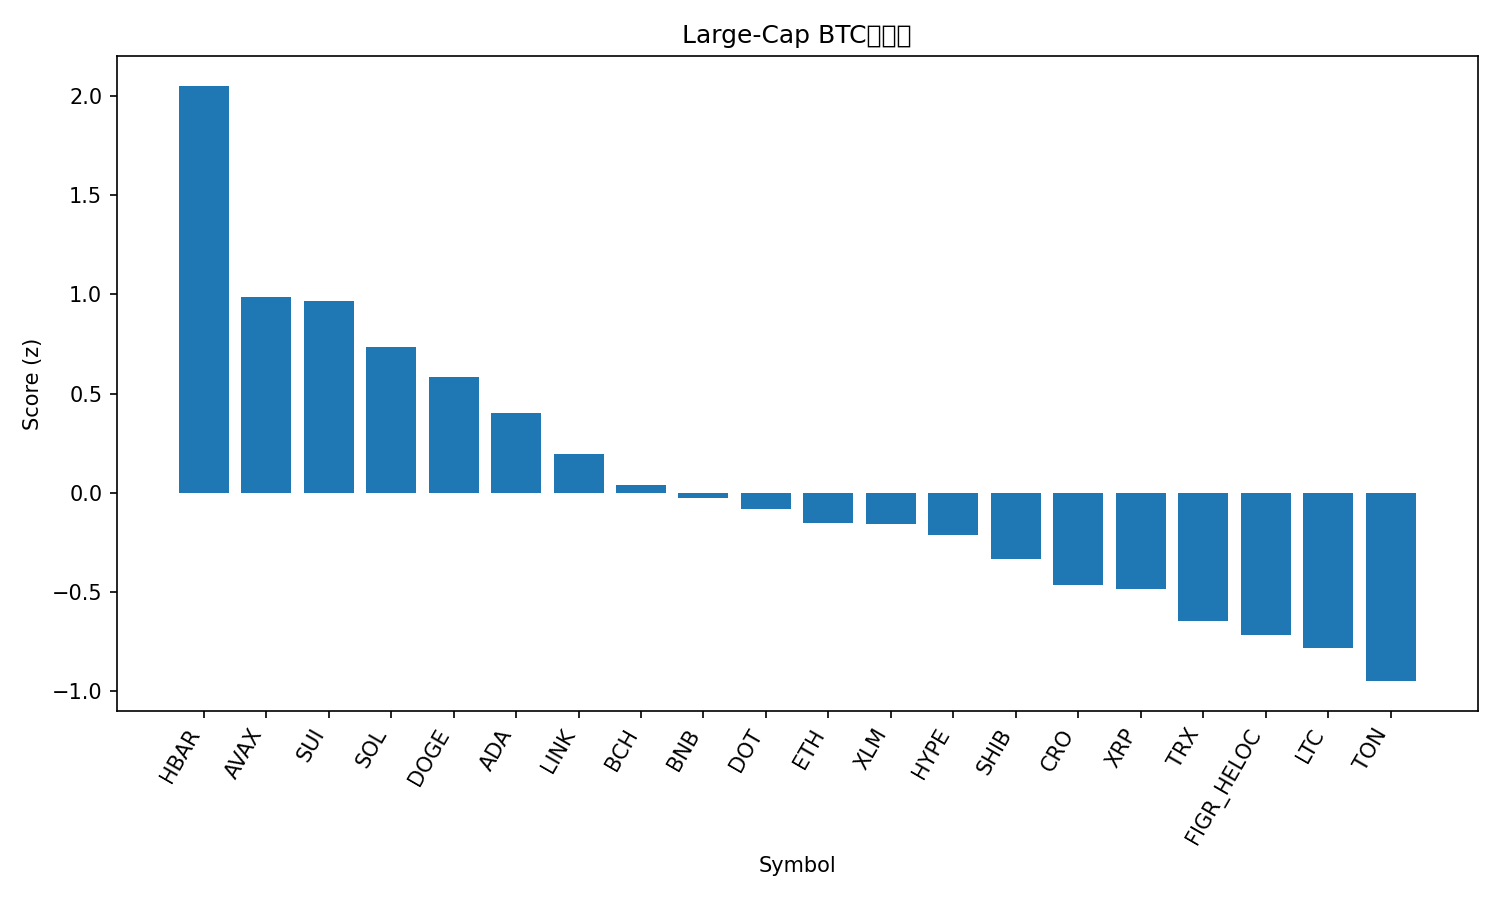 Large-Cap BTC
Score (z)
2.0
1.5
1.0
0.5
0.0
−0.5
−1.0
HBAR
AVAX
SUI
SOL
DOGE
ADA
LINK
BCH
BNB
DOT
ETH
XLM
HYPE
SHIB
CRO
XRP
TRX
FIGR_HELOC
LTC
TON
Symbol